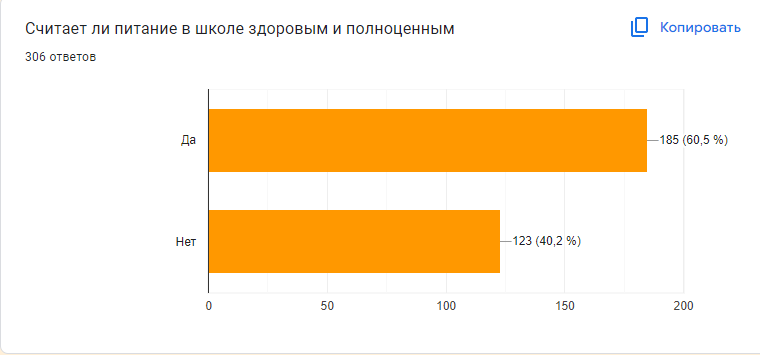 Считает ли питание в школе здоровым и полноценным
Копировать
306 ответов
Да
185 (60,5 %)
Нет
123 (40,2 %)
0 50 100 150 200